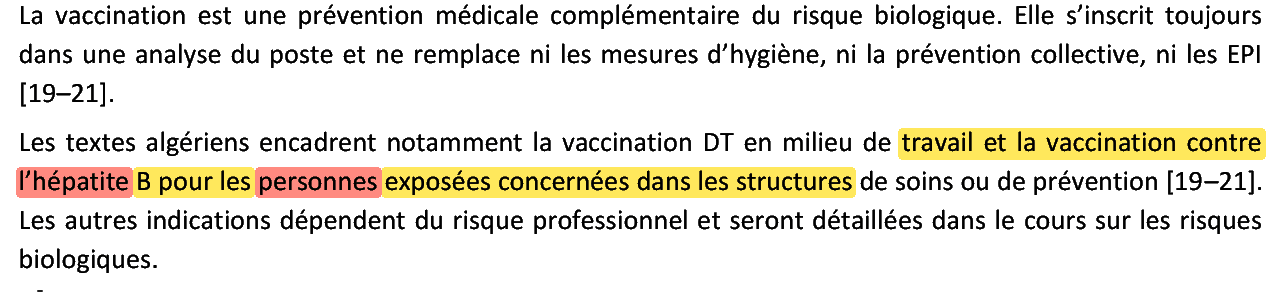 La vaccination est une prévention médicale complémentaire du risque biologique. Elle s’inscrit toujours
dans une analyse du poste et ne remplace ni les mesures d’hygiène, ni la prévention collective, ni les EPI
[19–21].
Les textes algériens encadrent notamment la vaccination DT en milieu de travail et la vaccination contre
l’hépatite B pour les personnes exposées concernées dans les structures de soins ou de prévention [19–21].
Les autres indications dépendent du risque professionnel et seront détaillées dans le cours sur les risques
biologiques.